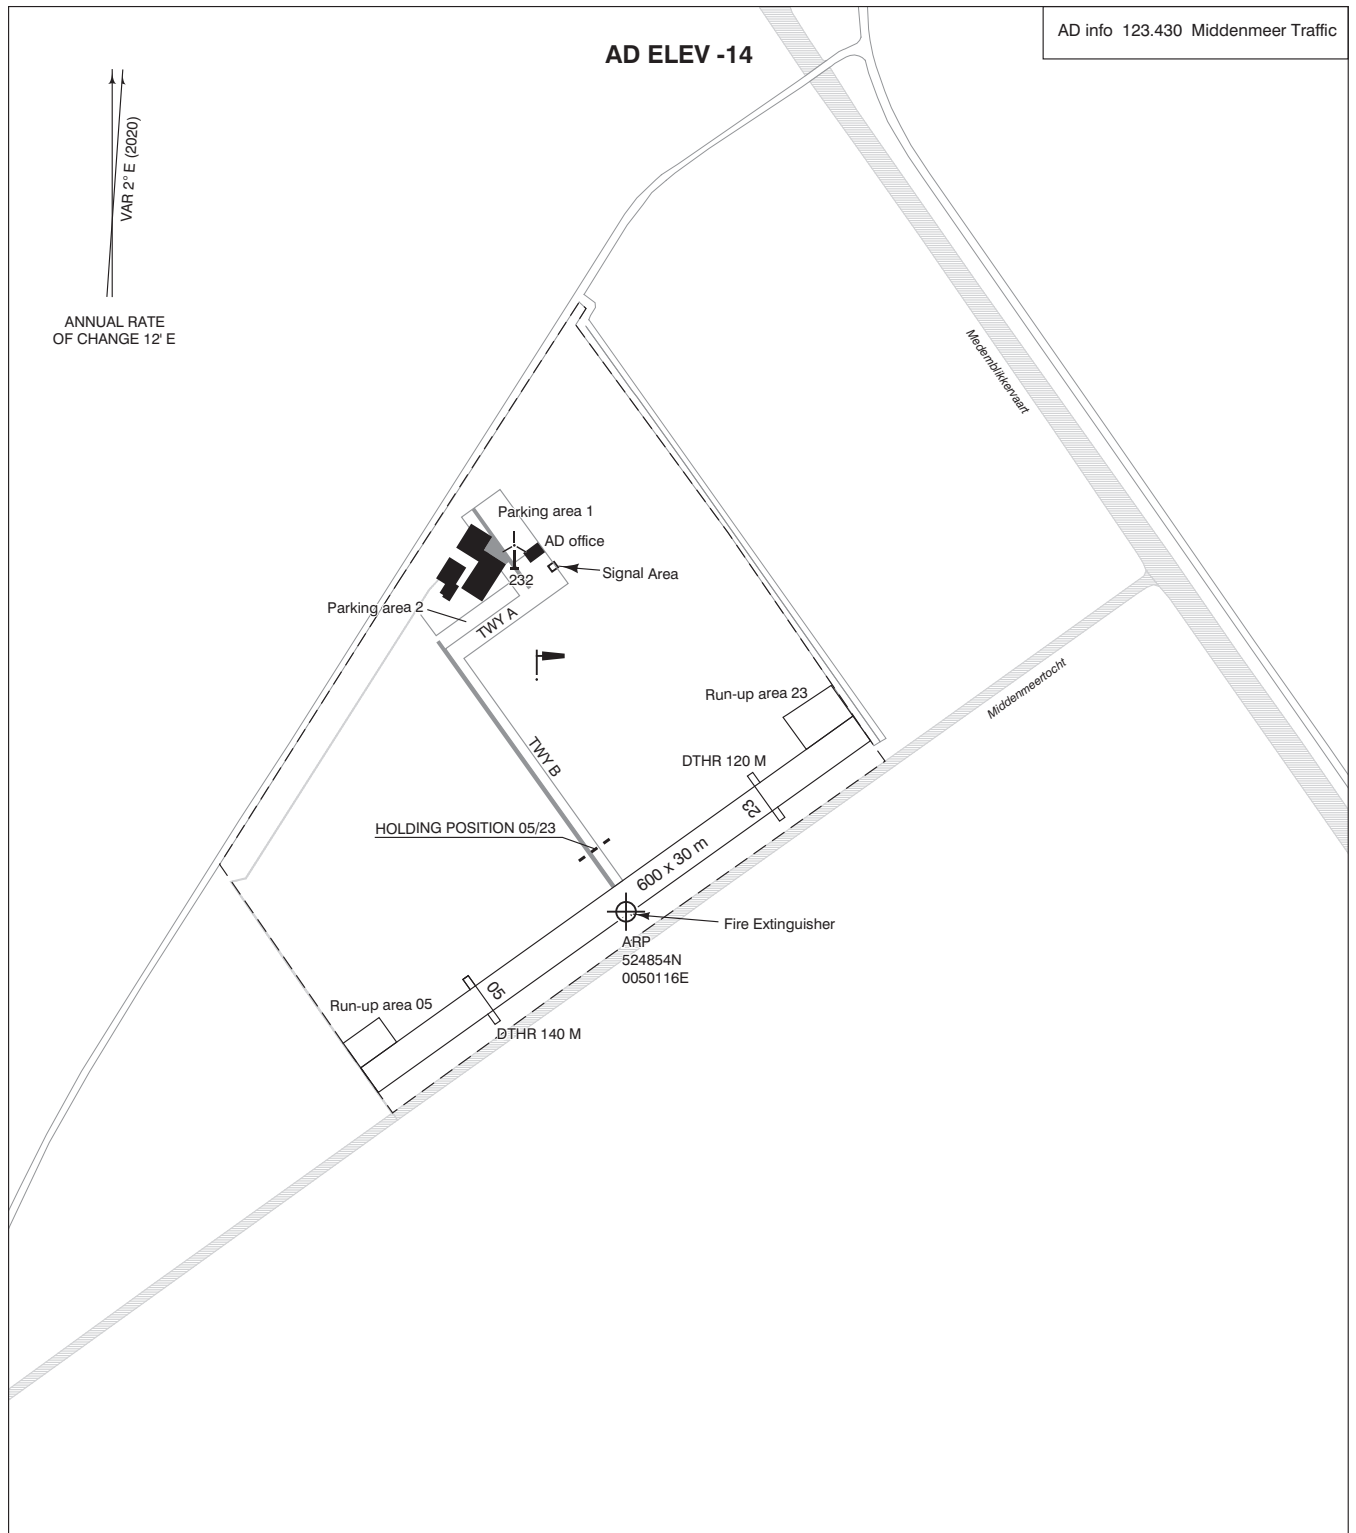 AD info 123.430 Middenmeer Traffic
AD ELEV -14
VAR 2° E (2020)
ANNUAL RATE
OF CHANGE 12' E
Medemblikkervaart
Parking area 1
AD office
Signal Area
232
Parking area 2
TWY A
Middenmeertocht
Run-up area 23
TWY B
DTHR 120 M
23
HOLDING POSITION 05/23
600 x 30 m
Fire Extinguisher
ARP
524854N
0050116E
05
Run-up area 05
DTHR 140 M